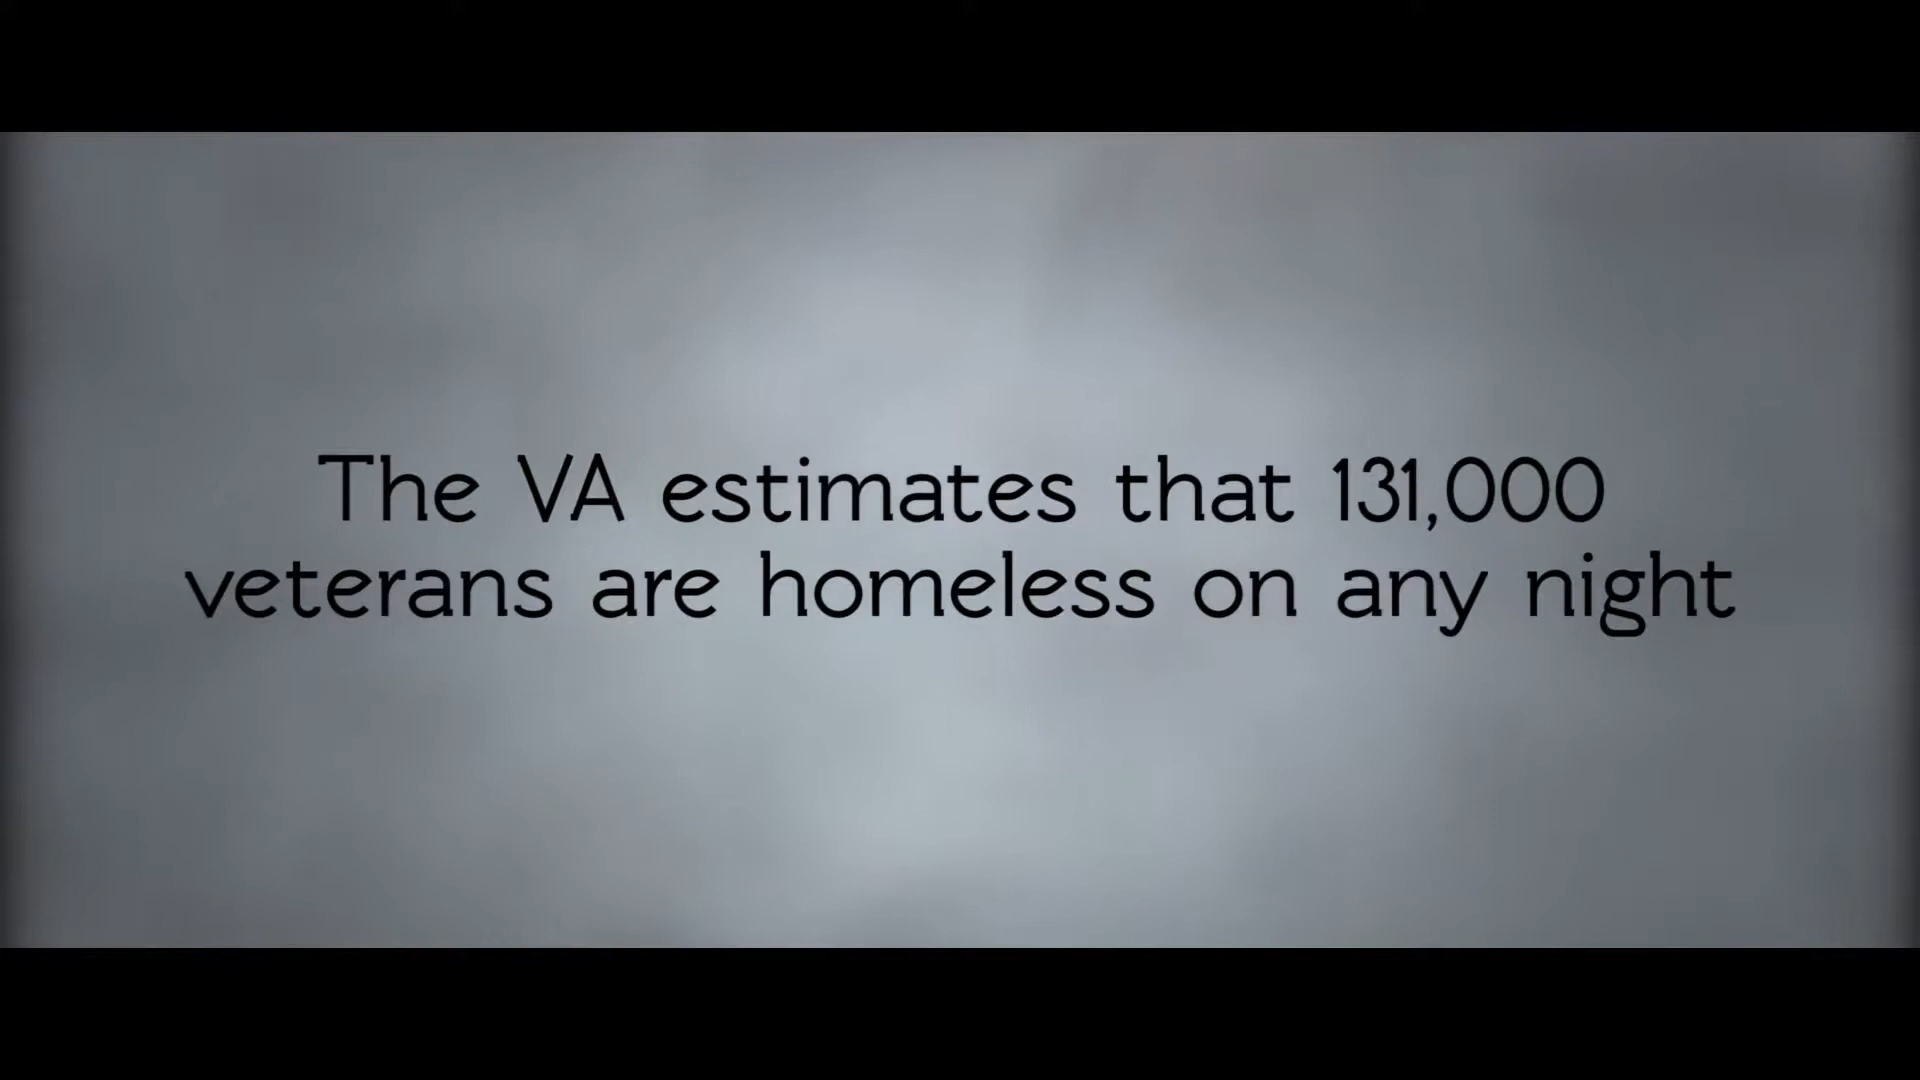 The VA estimates that 131,000
veterans are homeless on any night